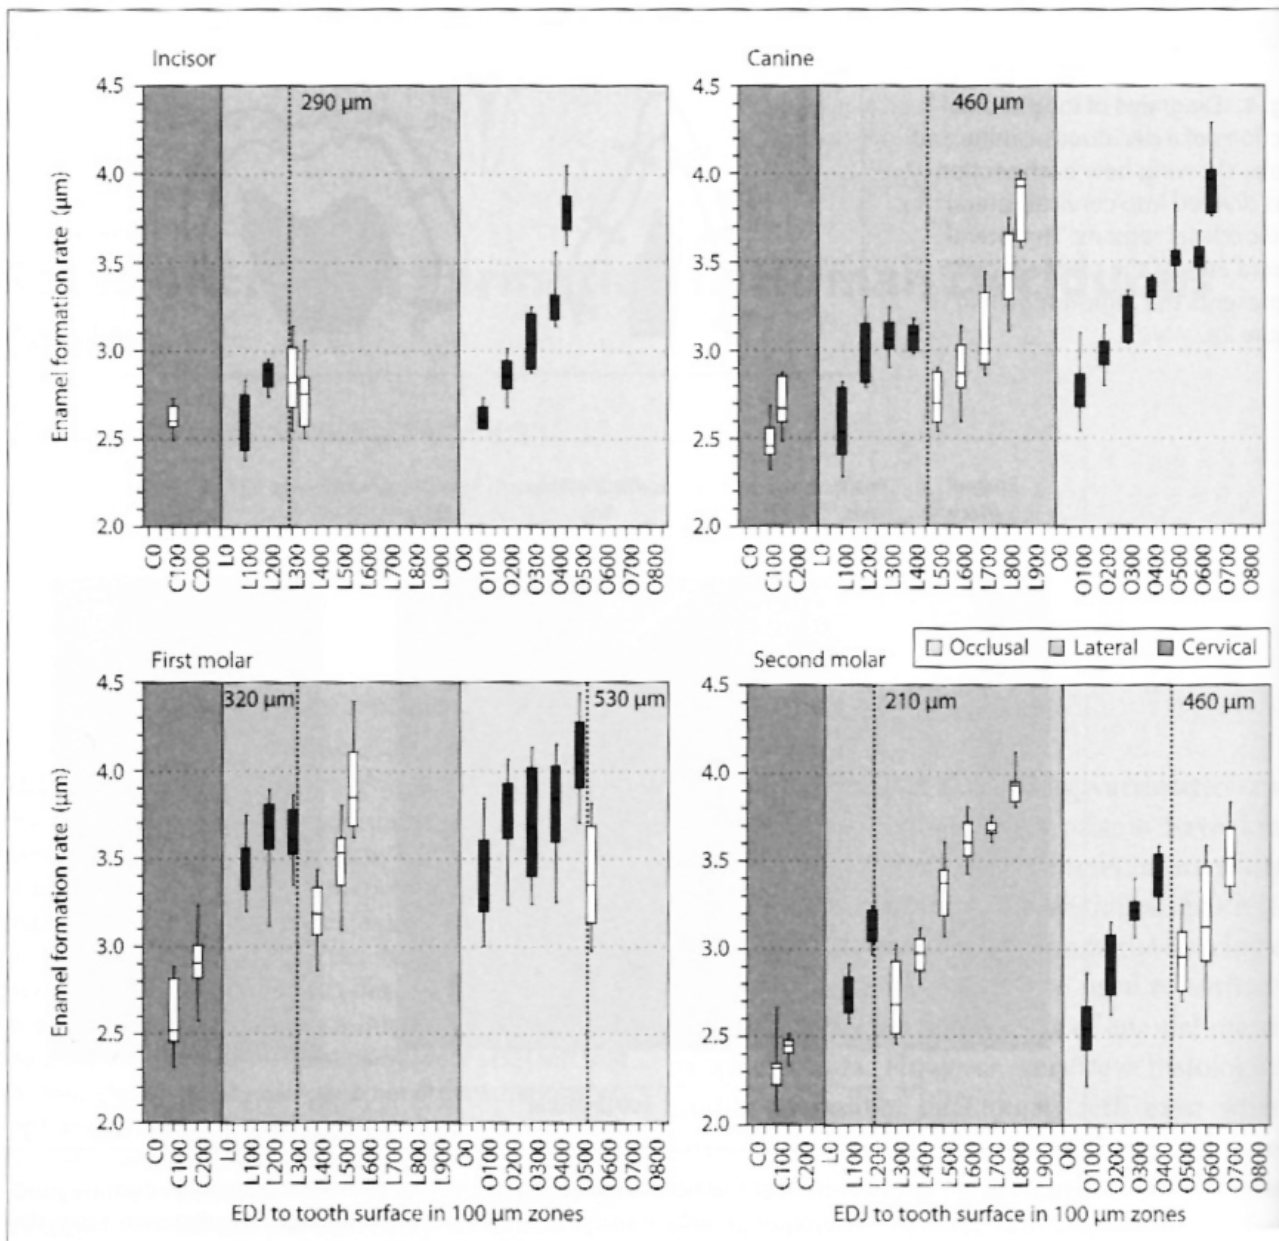 Incisor
Canine
4.5
4.0
3.5
3.0
2.5
2.0
290 µm
4.5
4.0
3.5
3.0
2.5
2.0
460 µm
Enamel formation rate (µm)
C0 C100 C200 L0 L100 L200 L300 L400 L500 L600 L700 L800 L900 O0 O100 O200 O300 O400 O500 O600 O700 O800
C0 C100 C200 L0 L100 L200 L300 L400 L500 L600 L700 L800 L900 O0 O100 O200 O300 O400 O500 O600 O700 O800
Occlusal Lateral Cervical
First molar
Second molar
4.5
4.0
3.5
3.0
2.5
2.0
320 µm
530 µm
4.5
4.0
3.5
3.0
2.5
2.0
210 µm
460 µm
Enamel formation rate (µm)
C0 C100 C200 L0 L100 L200 L300 L400 L500 L600 L700 L800 L900 O0 O100 O200 O300 O400 O500 O600 O700 O800
C0 C100 C200 L0 L100 L200 L300 L400 L500 L600 L700 L800 L900 O0 O100 O200 O300 O400 O500 O600 O700 O800
EDJ to tooth surface in 100 µm zones
EDJ to tooth surface in 100 µm zones